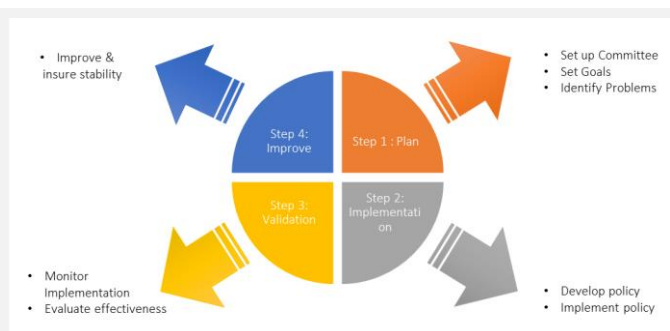 • Improve &
insure stability
• Set up Committee
• Set Goals
• Identify Problems
Step 4:
Improve
Step 1 : Plan
Step 3:
Validation
Step 2:
Implementati
on
• Monitor
Implementation
• Evaluate effectiveness
• Develop policy
• Implement policy